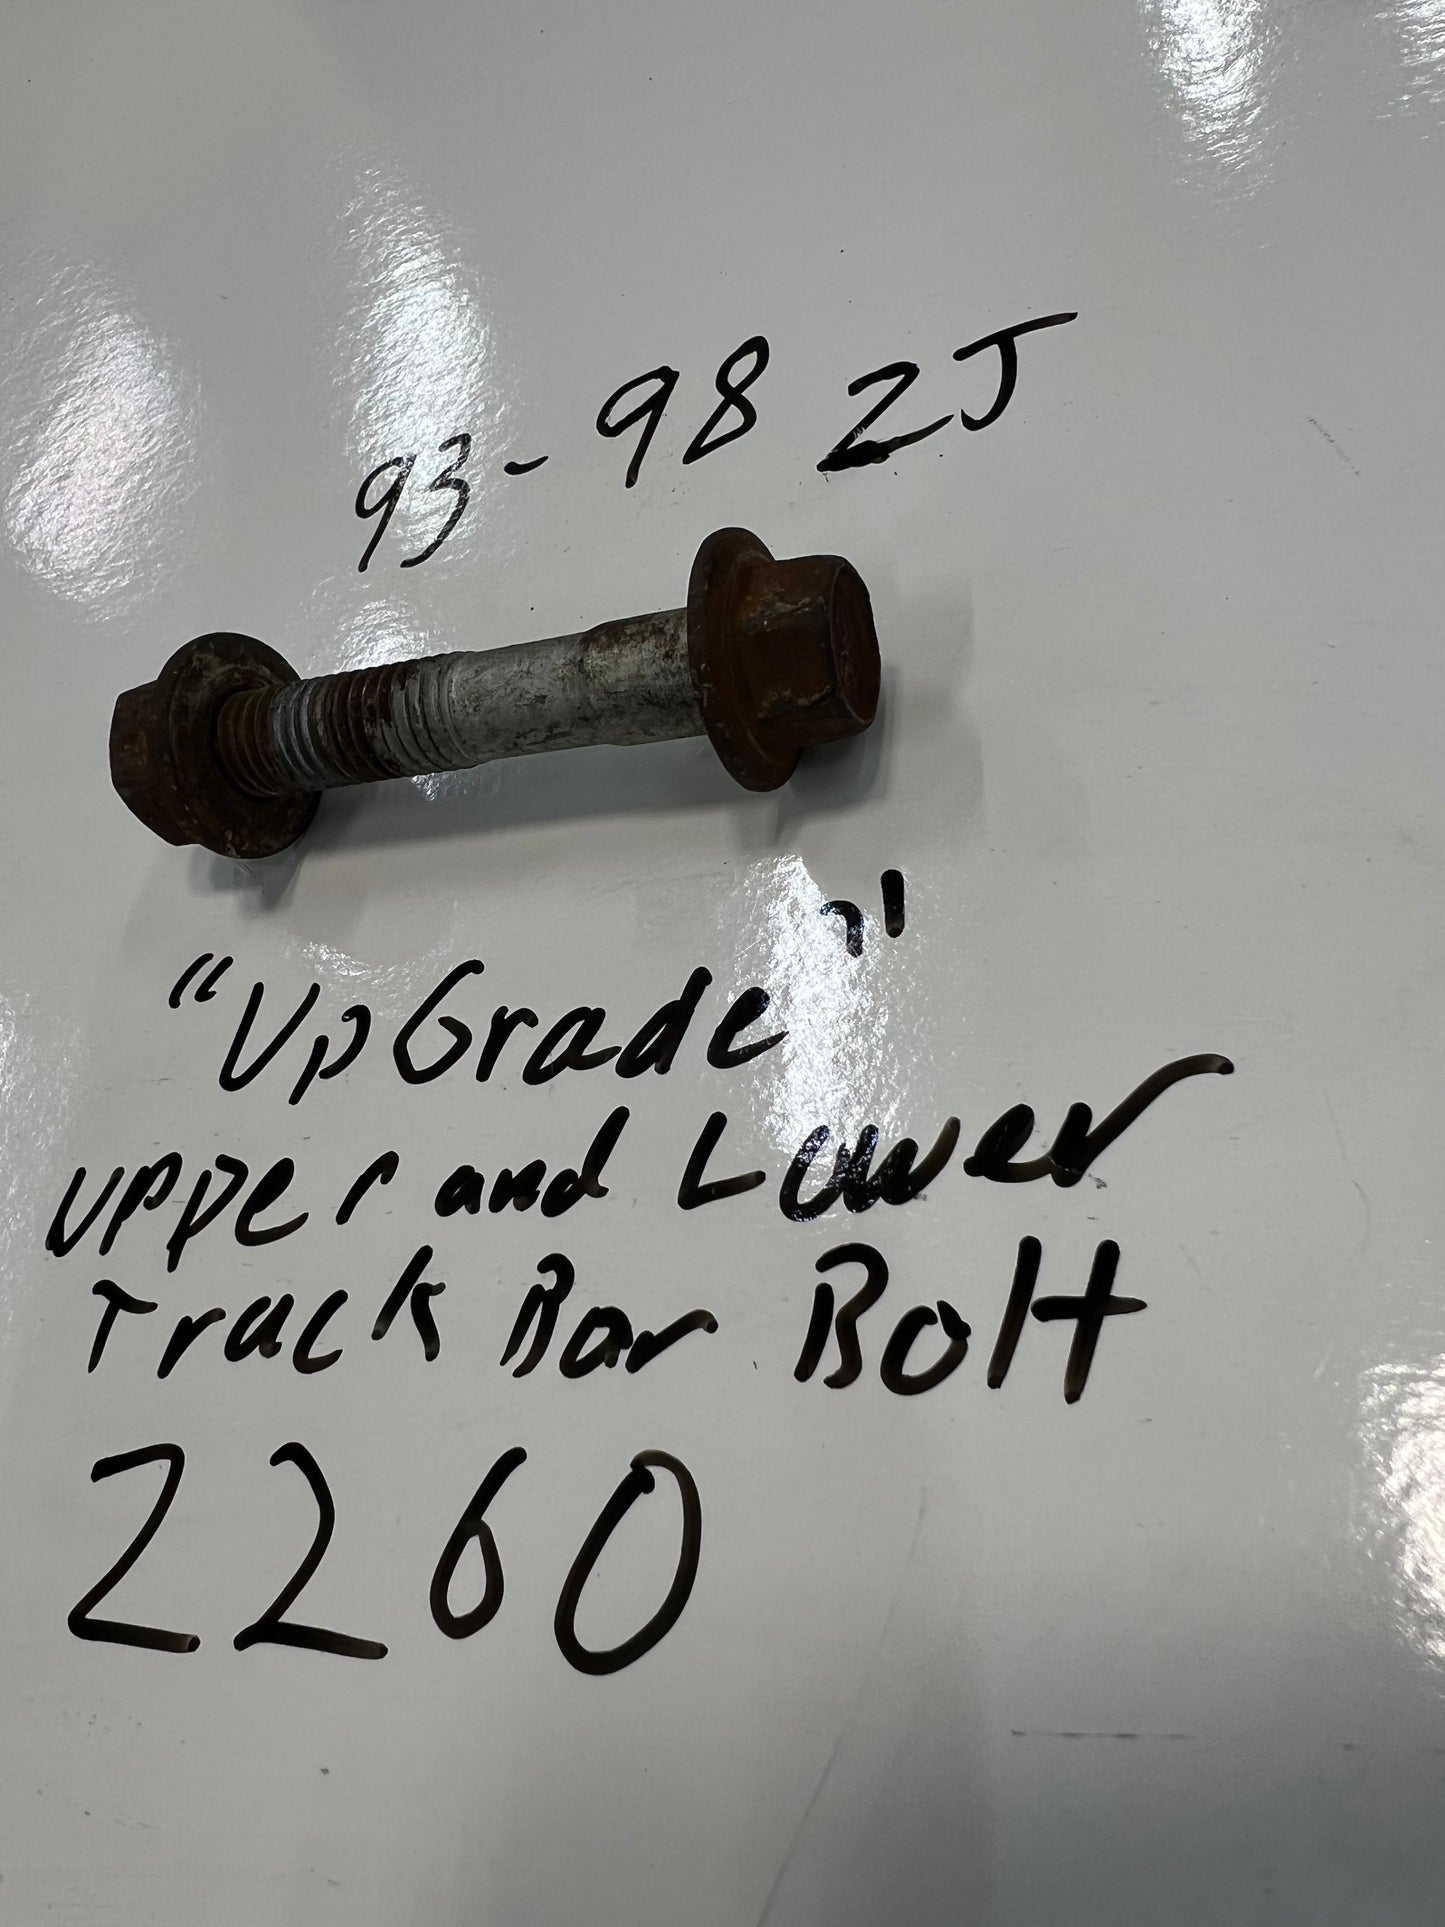 93-98 ZJ
"UpGrade"
upper and Lower
Track Bar Bolt
2260